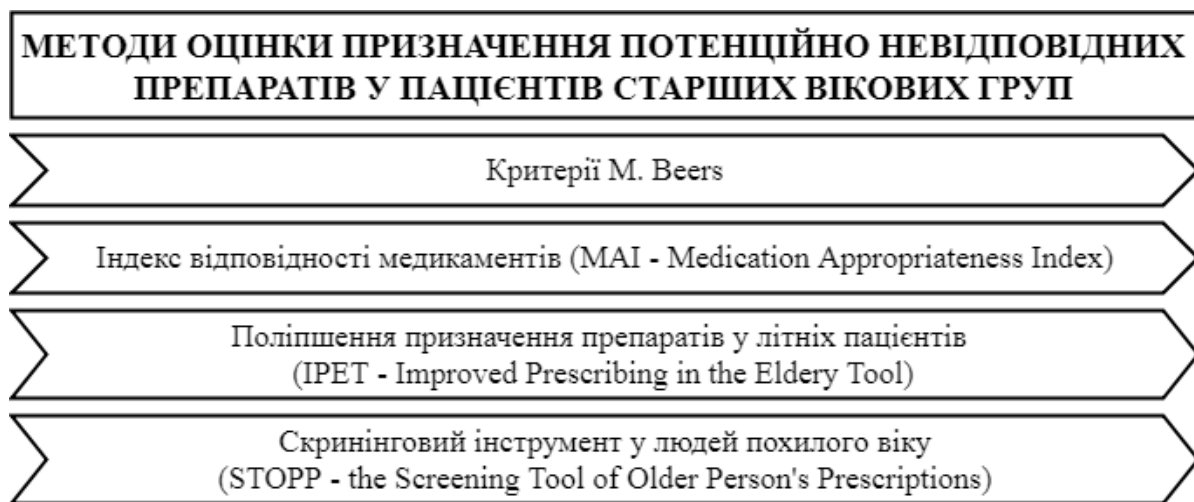 МЕТОДИ ОЦІНКИ ПРИЗНАЧЕННЯ ПОТЕНЦІЙНО НЕВІДПОВІДНИХ
ПРЕПАРАТІВ У ПАЦІЄНТІВ СТАРШИХ ВІКОВИХ ГРУП
Критерії M. Beers
Індекс відповідності медикаментів (MAI - Medication Appropriateness Index)
Поліпшення призначення препаратів у літніх пацієнтів
(IPET - Improved Prescribing in the Eldery Tool)
Скринінговий інструмент у людей похилого віку
(STOPP - the Screening Tool of Older Person's Prescriptions)